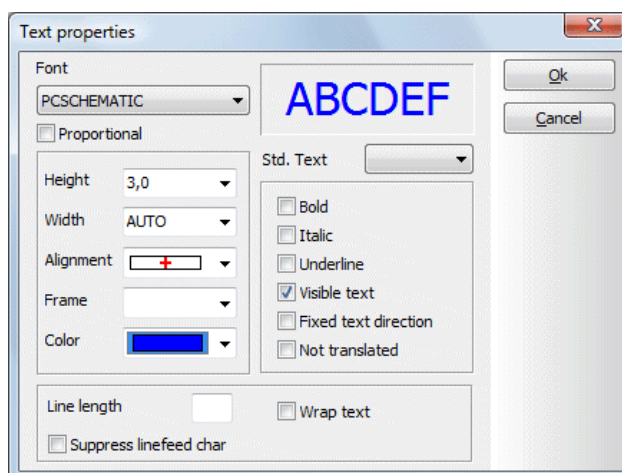 Text properties
Font
PCSCHEMATIC
Proportional
ABCDEF
Ok
Cancel
Std. Text
Height 3,0
Width AUTO
Alignment
Frame
Color
Bold
Italic
Underline
Visible text
Fixed text direction
Not translated
Line length
Wrap text
Suppress linefeed char